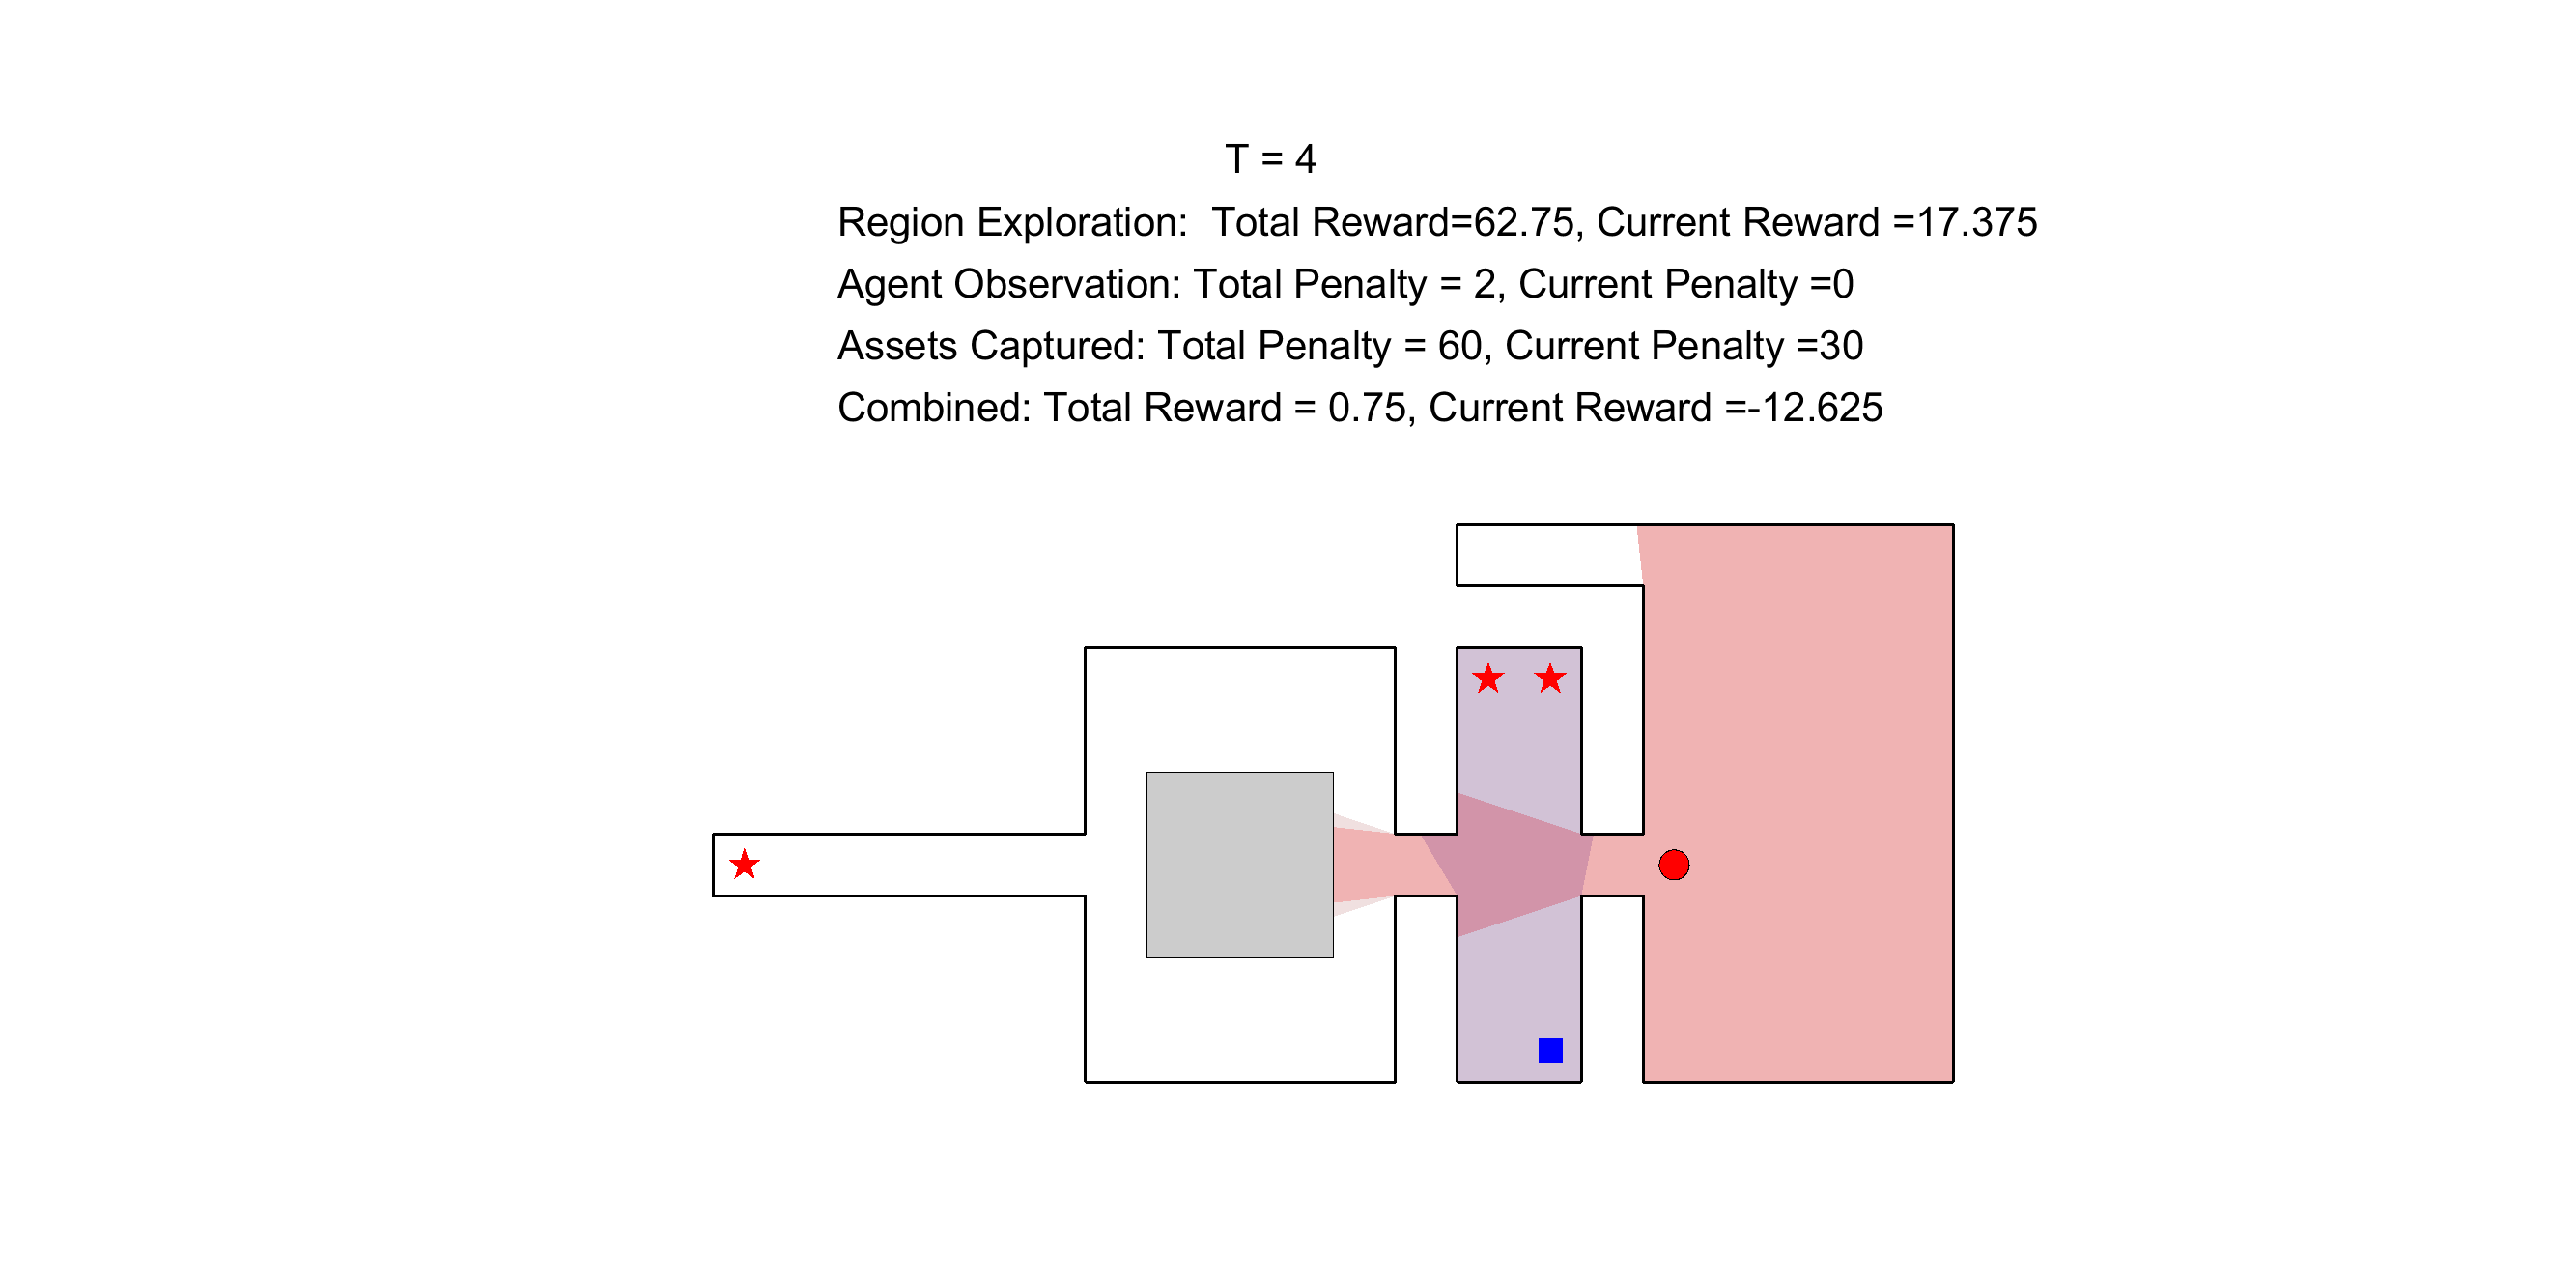 T = 4
Region Exploration:  Total Reward=62.75, Current Reward =17.375
Agent Observation: Total Penalty = 2, Current Penalty =0
Assets Captured: Total Penalty = 60, Current Penalty =30
Combined: Total Reward = 0.75, Current Reward =-12.625